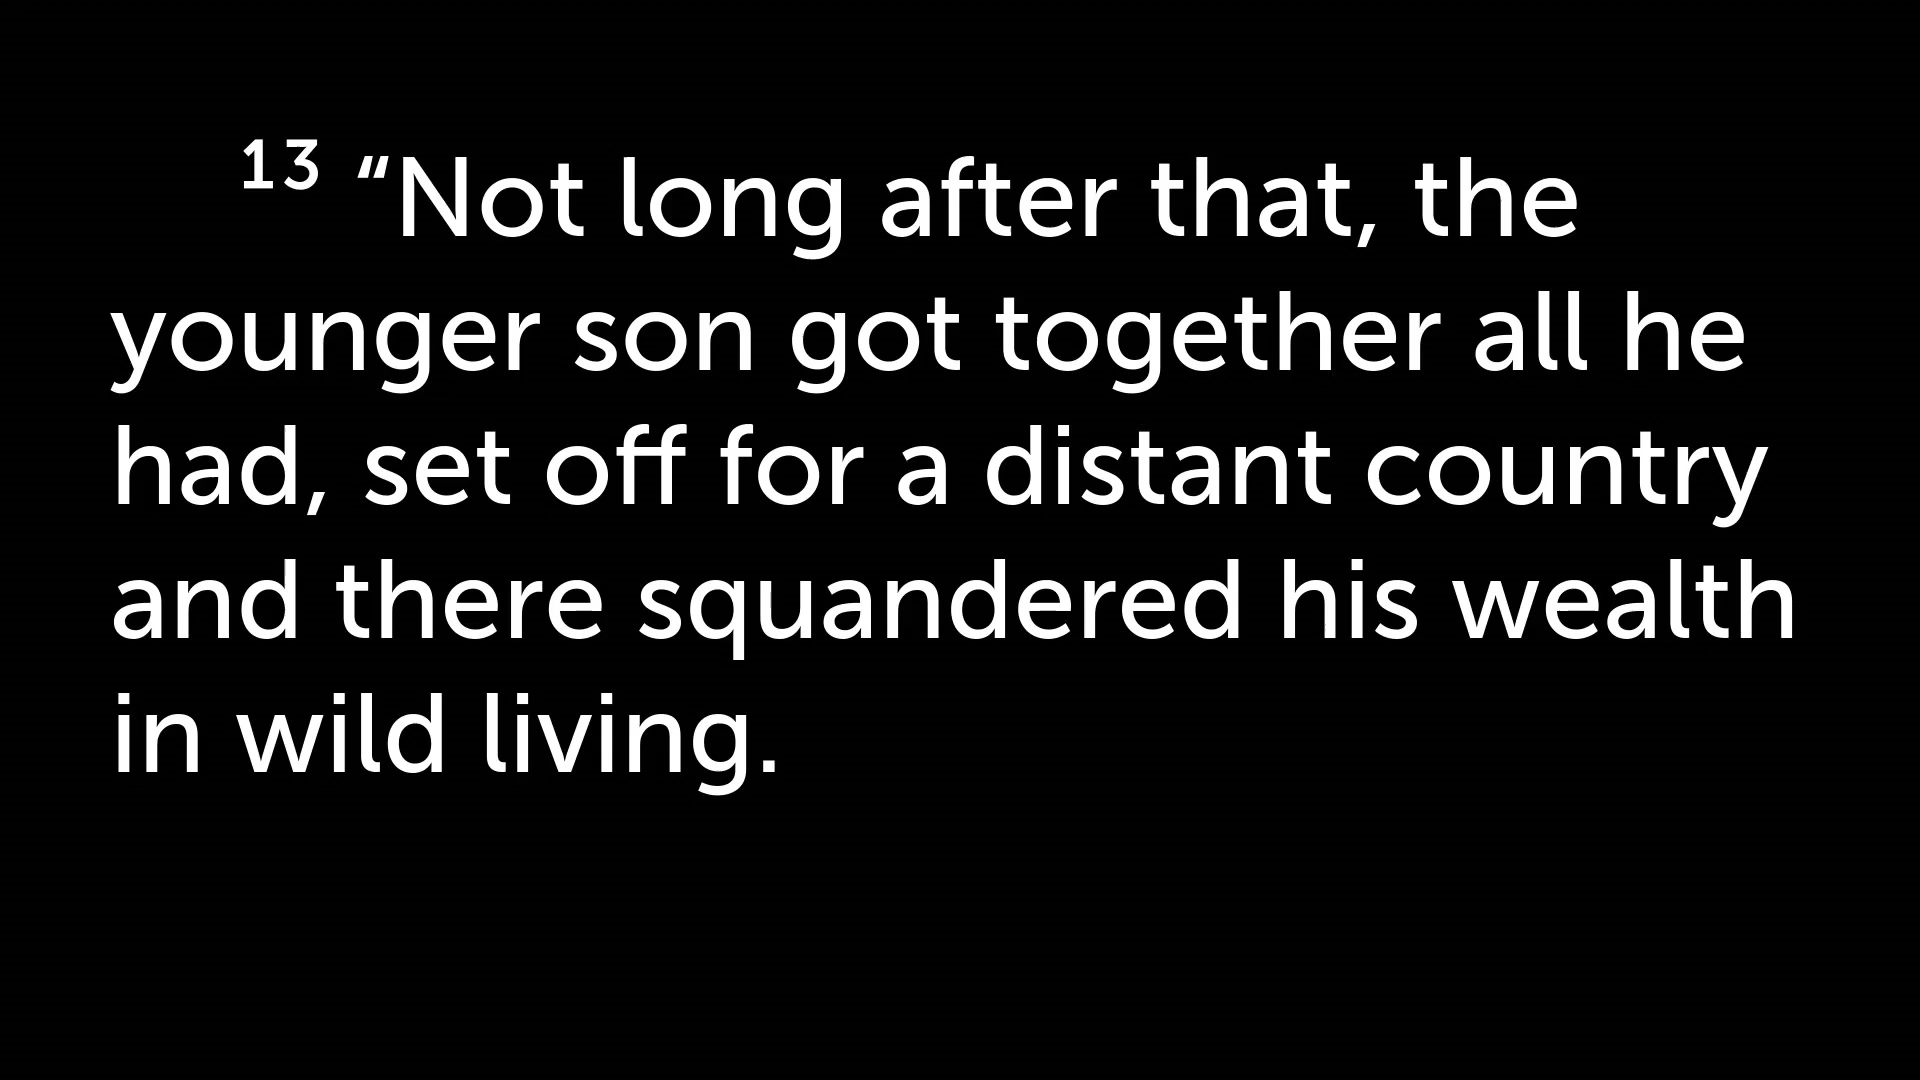 ¹³ “Not long after that, the
younger son got together all he
had, set off for a distant country
and there squandered his wealth
in wild living.